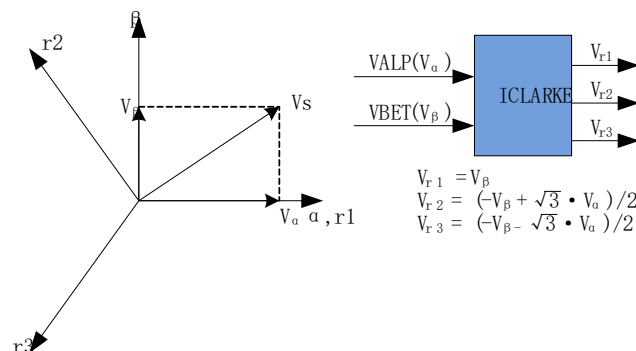 β
r2
Vβ
Vs
Vα α,r1
r3
VALP(Vα)
VBET(Vβ)
ICLARKE
Vr1
Vr2
Vr3
Vr1 =Vβ
Vr2 = (-Vβ + √3 • Vα )/2
Vr3 = (-Vβ- √3 • Vα )/2